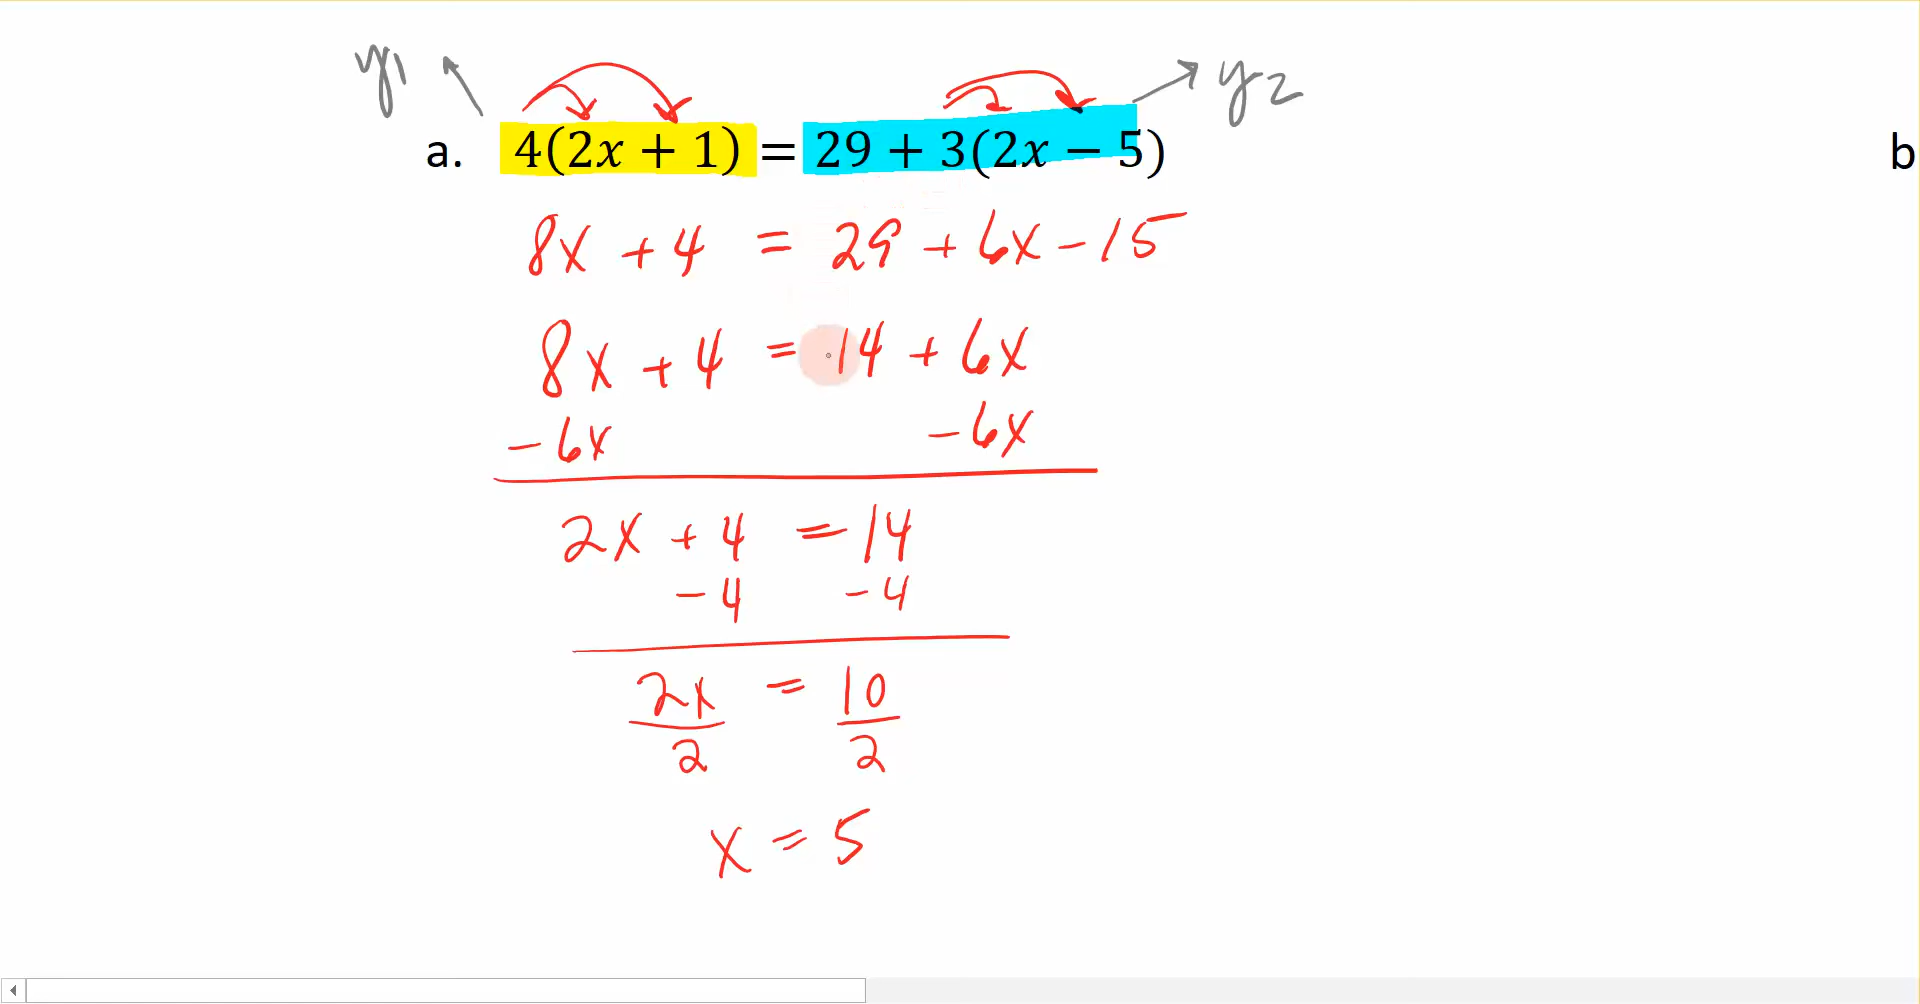 y1 y2
a. 4(2x + 1) = 29 + 3(2x − 5) b
8x + 4 = 29 + 6x - 15
8x + 4 = 14 + 6x
- 6x - 6x
2x + 4 = 14
- 4 - 4
2x = 10
2 2
x = 5